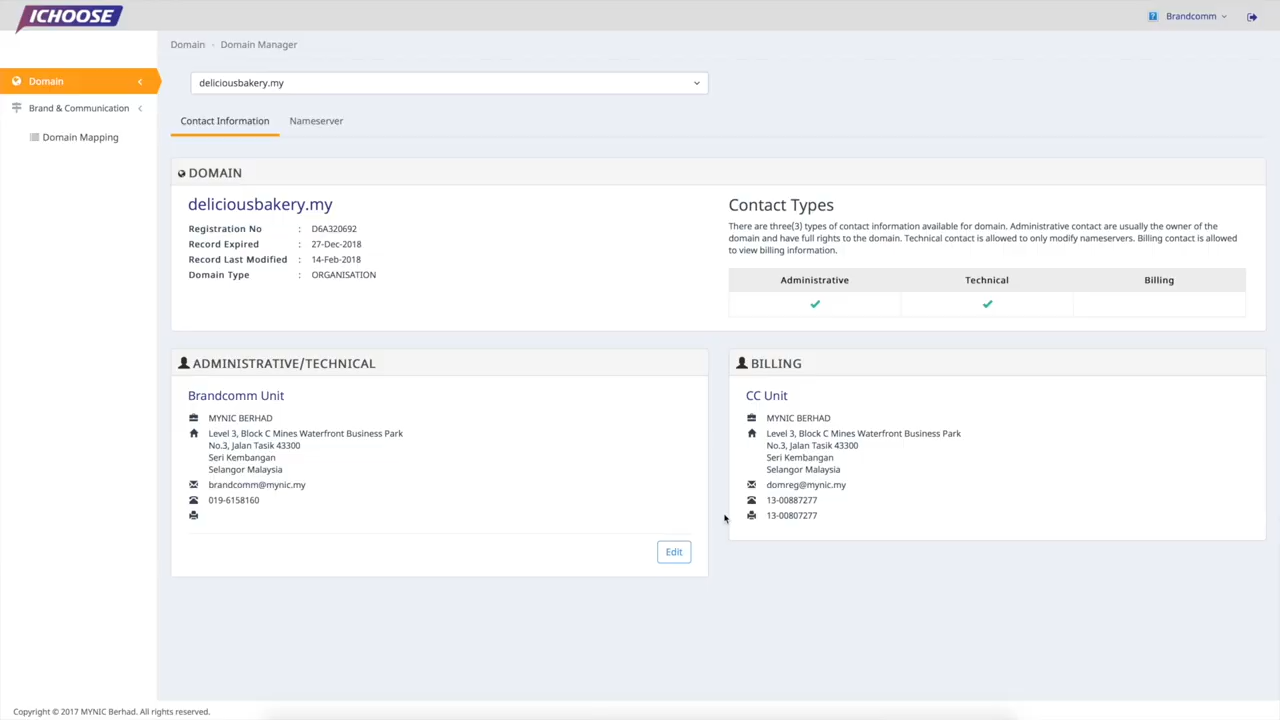 ICHOOSE
Brandcomm
Domain - Domain Manager
Domain
Brand & Communication
Domain Mapping
deliciousbakery.my
Contact Information
Nameserver
DOMAIN
deliciousbakery.my
Registration No : D6A320692
Record Expired : 27-Dec-2018
Record Last Modified : 14-Feb-2018
Domain Type : ORGANISATION
Contact Types
There are three(3) types of contact information available for domain. Administrative contact are usually the owner of the
domain and have full rights to the domain. Technical contact is allowed to only modify nameservers. Billing contact is allowed
to view billing information.
Administrative Technical Billing
ADMINISTRATIVE/TECHNICAL
Brandcomm Unit
MYNIC BERHAD
Level 3, Block C Mines Waterfront Business Park
No.3, Jalan Tasik 43300
Seri Kembangan
Selangor Malaysia
brandcomm@mynic.my
019-6158160
Edit
BILLING
CC Unit
MYNIC BERHAD
Level 3, Block C Mines Waterfront Business Park
No.3, Jalan Tasik 43300
Seri Kembangan
Selangor Malaysia
domreg@mynic.my
13-00887277
13-00807277
Copyright © 2017 MYNIC Berhad. All rights reserved.